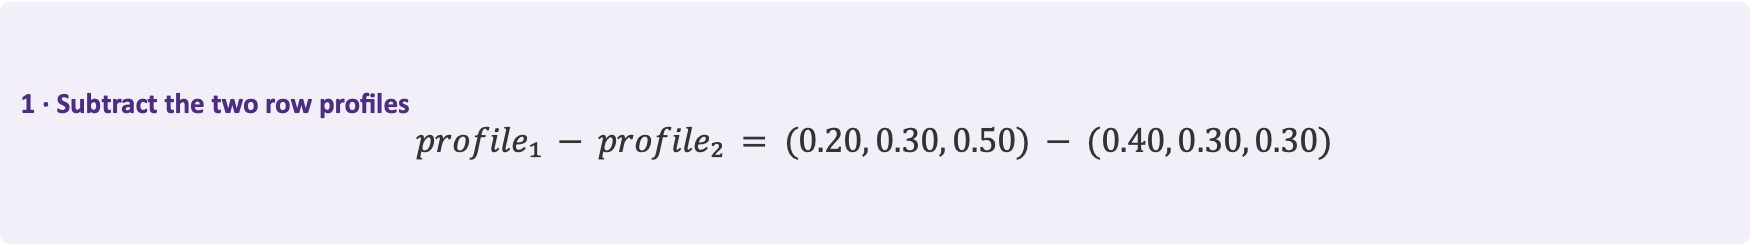 1 · Subtract the two row profiles
profile₁ − profile₂ = (0.20, 0.30, 0.50) − (0.40, 0.30, 0.30)